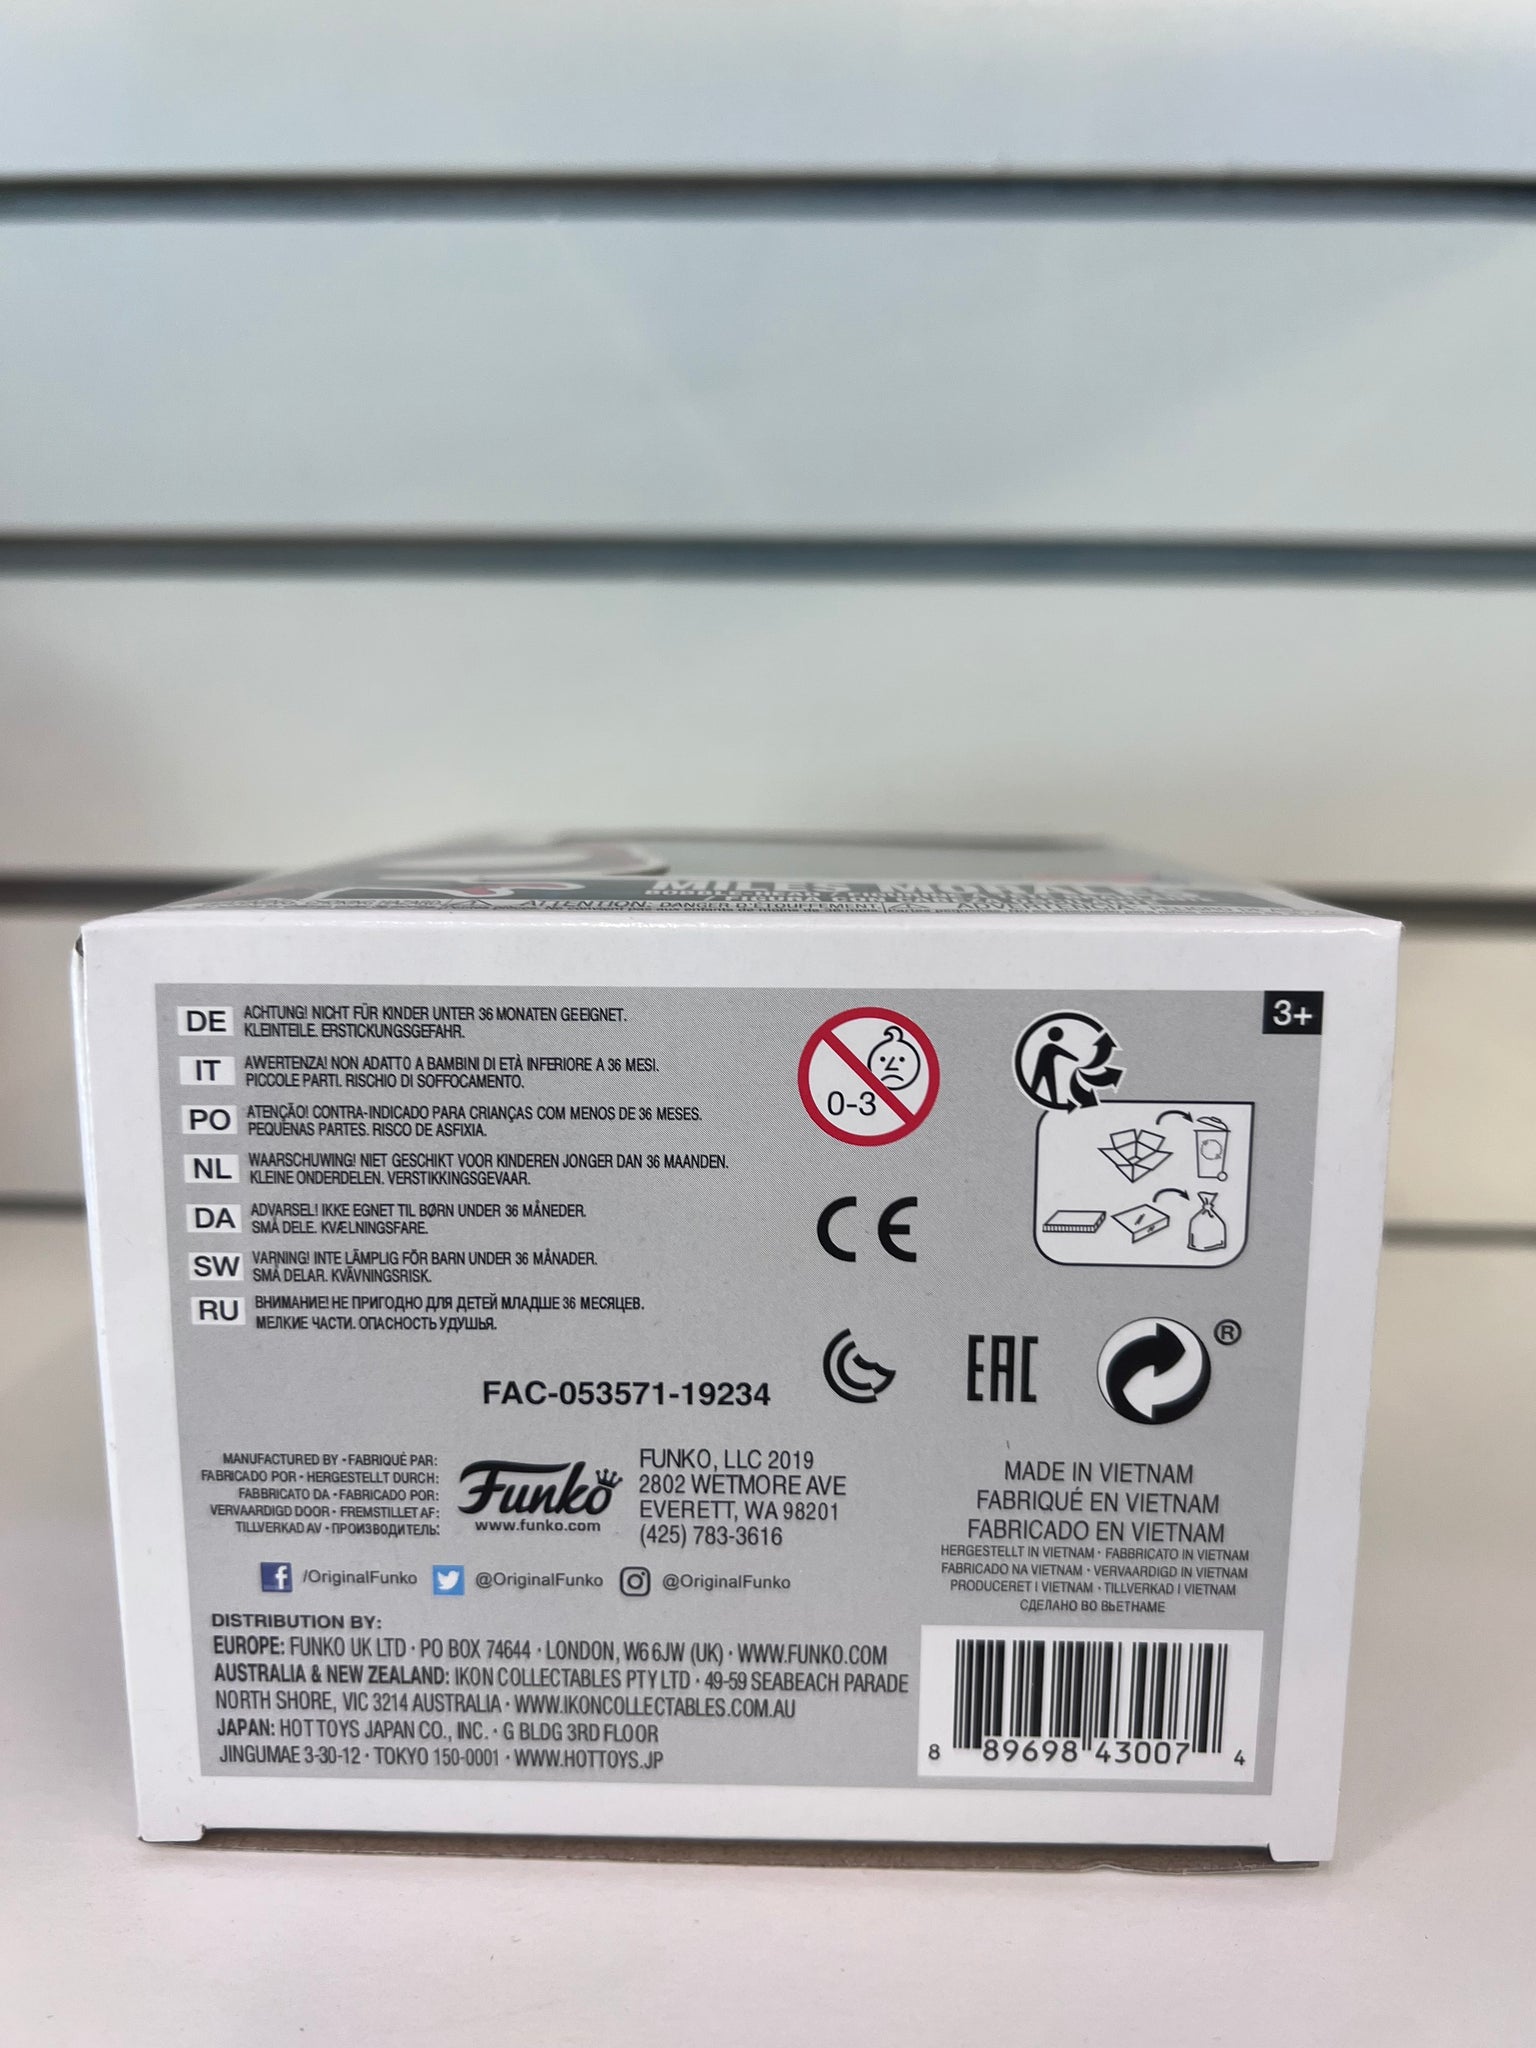 MILES MORALES
ATTENTION: DANGER D'ÉTOUFFEMENT
DE ACHTUNG! NICHT FÜR KINDER UNTER 36 MONATEN GEEIGNET.
KLEINTEILE. ERSTICKUNGSGEFAHR.
IT AWERTENZA! NON ADATTO A BAMBINI DI ETÀ INFERIORE A 36 MESI.
PICCOLE PARTI. RISCHIO DI SOFFOCAMENTO.
PO ATENÇÃO! CONTRA-INDICADO PARA CRIANÇAS COM MENOS DE 36 MESES.
PEQUENAS PARTES. RISCO DE ASFIXIA.
NL WAARSCHUWING! NIET GESCHIKT VOOR KINDEREN JONGER DAN 36 MAANDEN.
KLEINE ONDERDELEN. VERSTIKKINGSGEVAAR.
DA ADVARSEL! IKKE EGNET TIL BØRN UNDER 36 MÅNEDER.
SMÅ DELE. KVÆLNINGSFARE.
SW VARNING! INTE LÄMPLIG FÖR BARN UNDER 36 MÅNADER.
SMÅ DELAR. KVÄVNINGSRISK.
RU ВНИМАНИЕ! НЕ ПРИГОДНО ДЛЯ ДЕТЕЙ МЛАДШЕ 36 МЕСЯЦЕВ.
МЕЛКИЕ ЧАСТИ. ОПАСНОСТЬ УДУШЬЯ.
0-3
3+
CE
EAC
®
FAC-053571-19234
MANUFACTURED BY • FABRIQUÉ PAR:
FABRICADO POR • HERGESTELLT DURCH:
FABBRICATO DA • FABRICADO POR:
VERVAARDIGD DOOR • FREMSTILLET AF:
TILLVERKAD AV • ПРОИЗВОДИТЕЛЬ:
Funko
www.funko.com
FUNKO, LLC 2019
2802 WETMORE AVE
EVERETT, WA 98201
(425) 783-3616
MADE IN VIETNAM
FABRIQUÉ EN VIETNAM
FABRICADO EN VIETNAM
HERGESTELLT IN VIETNAM • FABBRICATO IN VIETNAM
FABRICADO NA VIETNAM • VERVAARDIGD IN VIETNAM
PRODUCERET I VIETNAM • TILLVERKAD I VIETNAM
СДЕЛАНО ВО ВЬЕТНАМЕ
/OriginalFunko @OriginalFunko @OriginalFunko
DISTRIBUTION BY:
EUROPE: FUNKO UK LTD • PO BOX 74644 • LONDON, W6 6JW (UK) • WWW.FUNKO.COM
AUSTRALIA & NEW ZEALAND: IKON COLLECTABLES PTY LTD • 49-59 SEABEACH PARADE
NORTH SHORE, VIC 3214 AUSTRALIA • WWW.IKONCOLLECTABLES.COM.AU
JAPAN: HOT TOYS JAPAN CO., INC. • G BLDG 3RD FLOOR
JINGUMAE 3-30-12 • TOKYO 150-0001 • WWW.HOTTOYS.JP
8 89698 43007 4